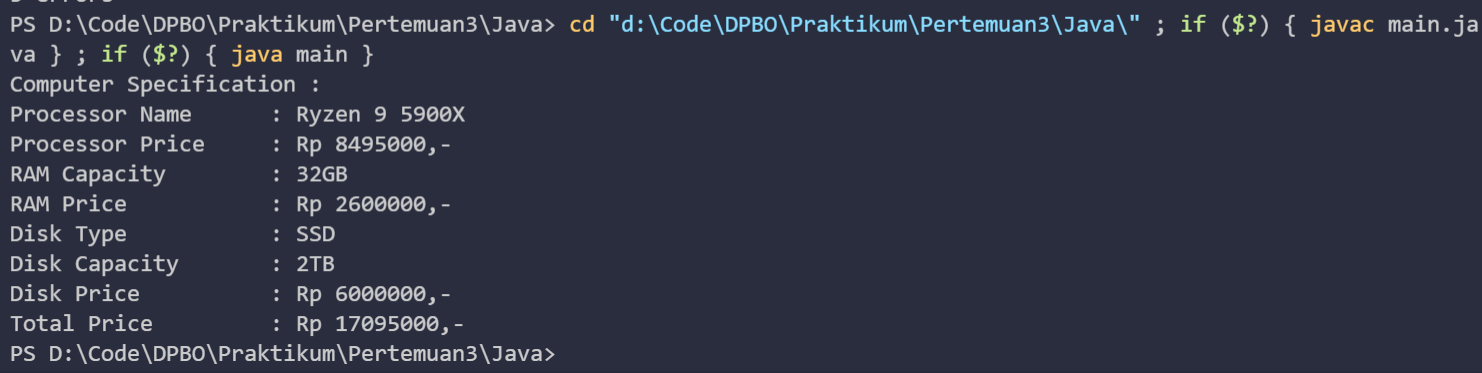 PS D:\Code\DPBO\Praktikum\Pertemuan3\Java> cd "d:\Code\DPBO\Praktikum\Pertemuan3\Java\" ; if ($?) { javac main.ja
va } ; if ($?) { java main }
Computer Specification :
Processor Name      : Ryzen 9 5900X
Processor Price     : Rp 8495000,-
RAM Capacity        : 32GB
RAM Price           : Rp 2600000,-
Disk Type           : SSD
Disk Capacity       : 2TB
Disk Price          : Rp 6000000,-
Total Price         : Rp 17095000,-
PS D:\Code\DPBO\Praktikum\Pertemuan3\Java>